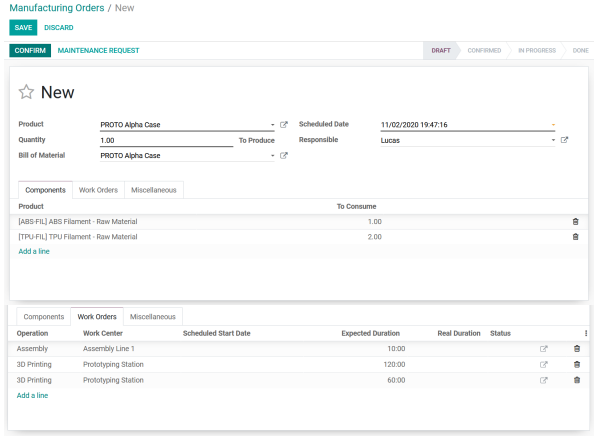 Manufacturing Orders / New
SAVE DISCARD
CONFIRM MAINTENANCE REQUEST DRAFT CONFIRMED IN PROGRESS DONE
New
Product PROTO Alpha Case Scheduled Date 11/02/2020 19:47:16
Quantity 1.00 To Produce Responsible Lucas
Bill of Material PROTO Alpha Case
Components Work Orders Miscellaneous
Product To Consume
[ABS-FIL] ABS Filament - Raw Material 1.00
[TPU-FIL] TPU Filament - Raw Material 2.00
Add a line
Components Work Orders Miscellaneous
Operation Work Center Scheduled Start Date Expected Duration Real Duration Status
Assembly Assembly Line 1 10:00
3D Printing Prototyping Station 120:00
3D Printing Prototyping Station 60:00
Add a line